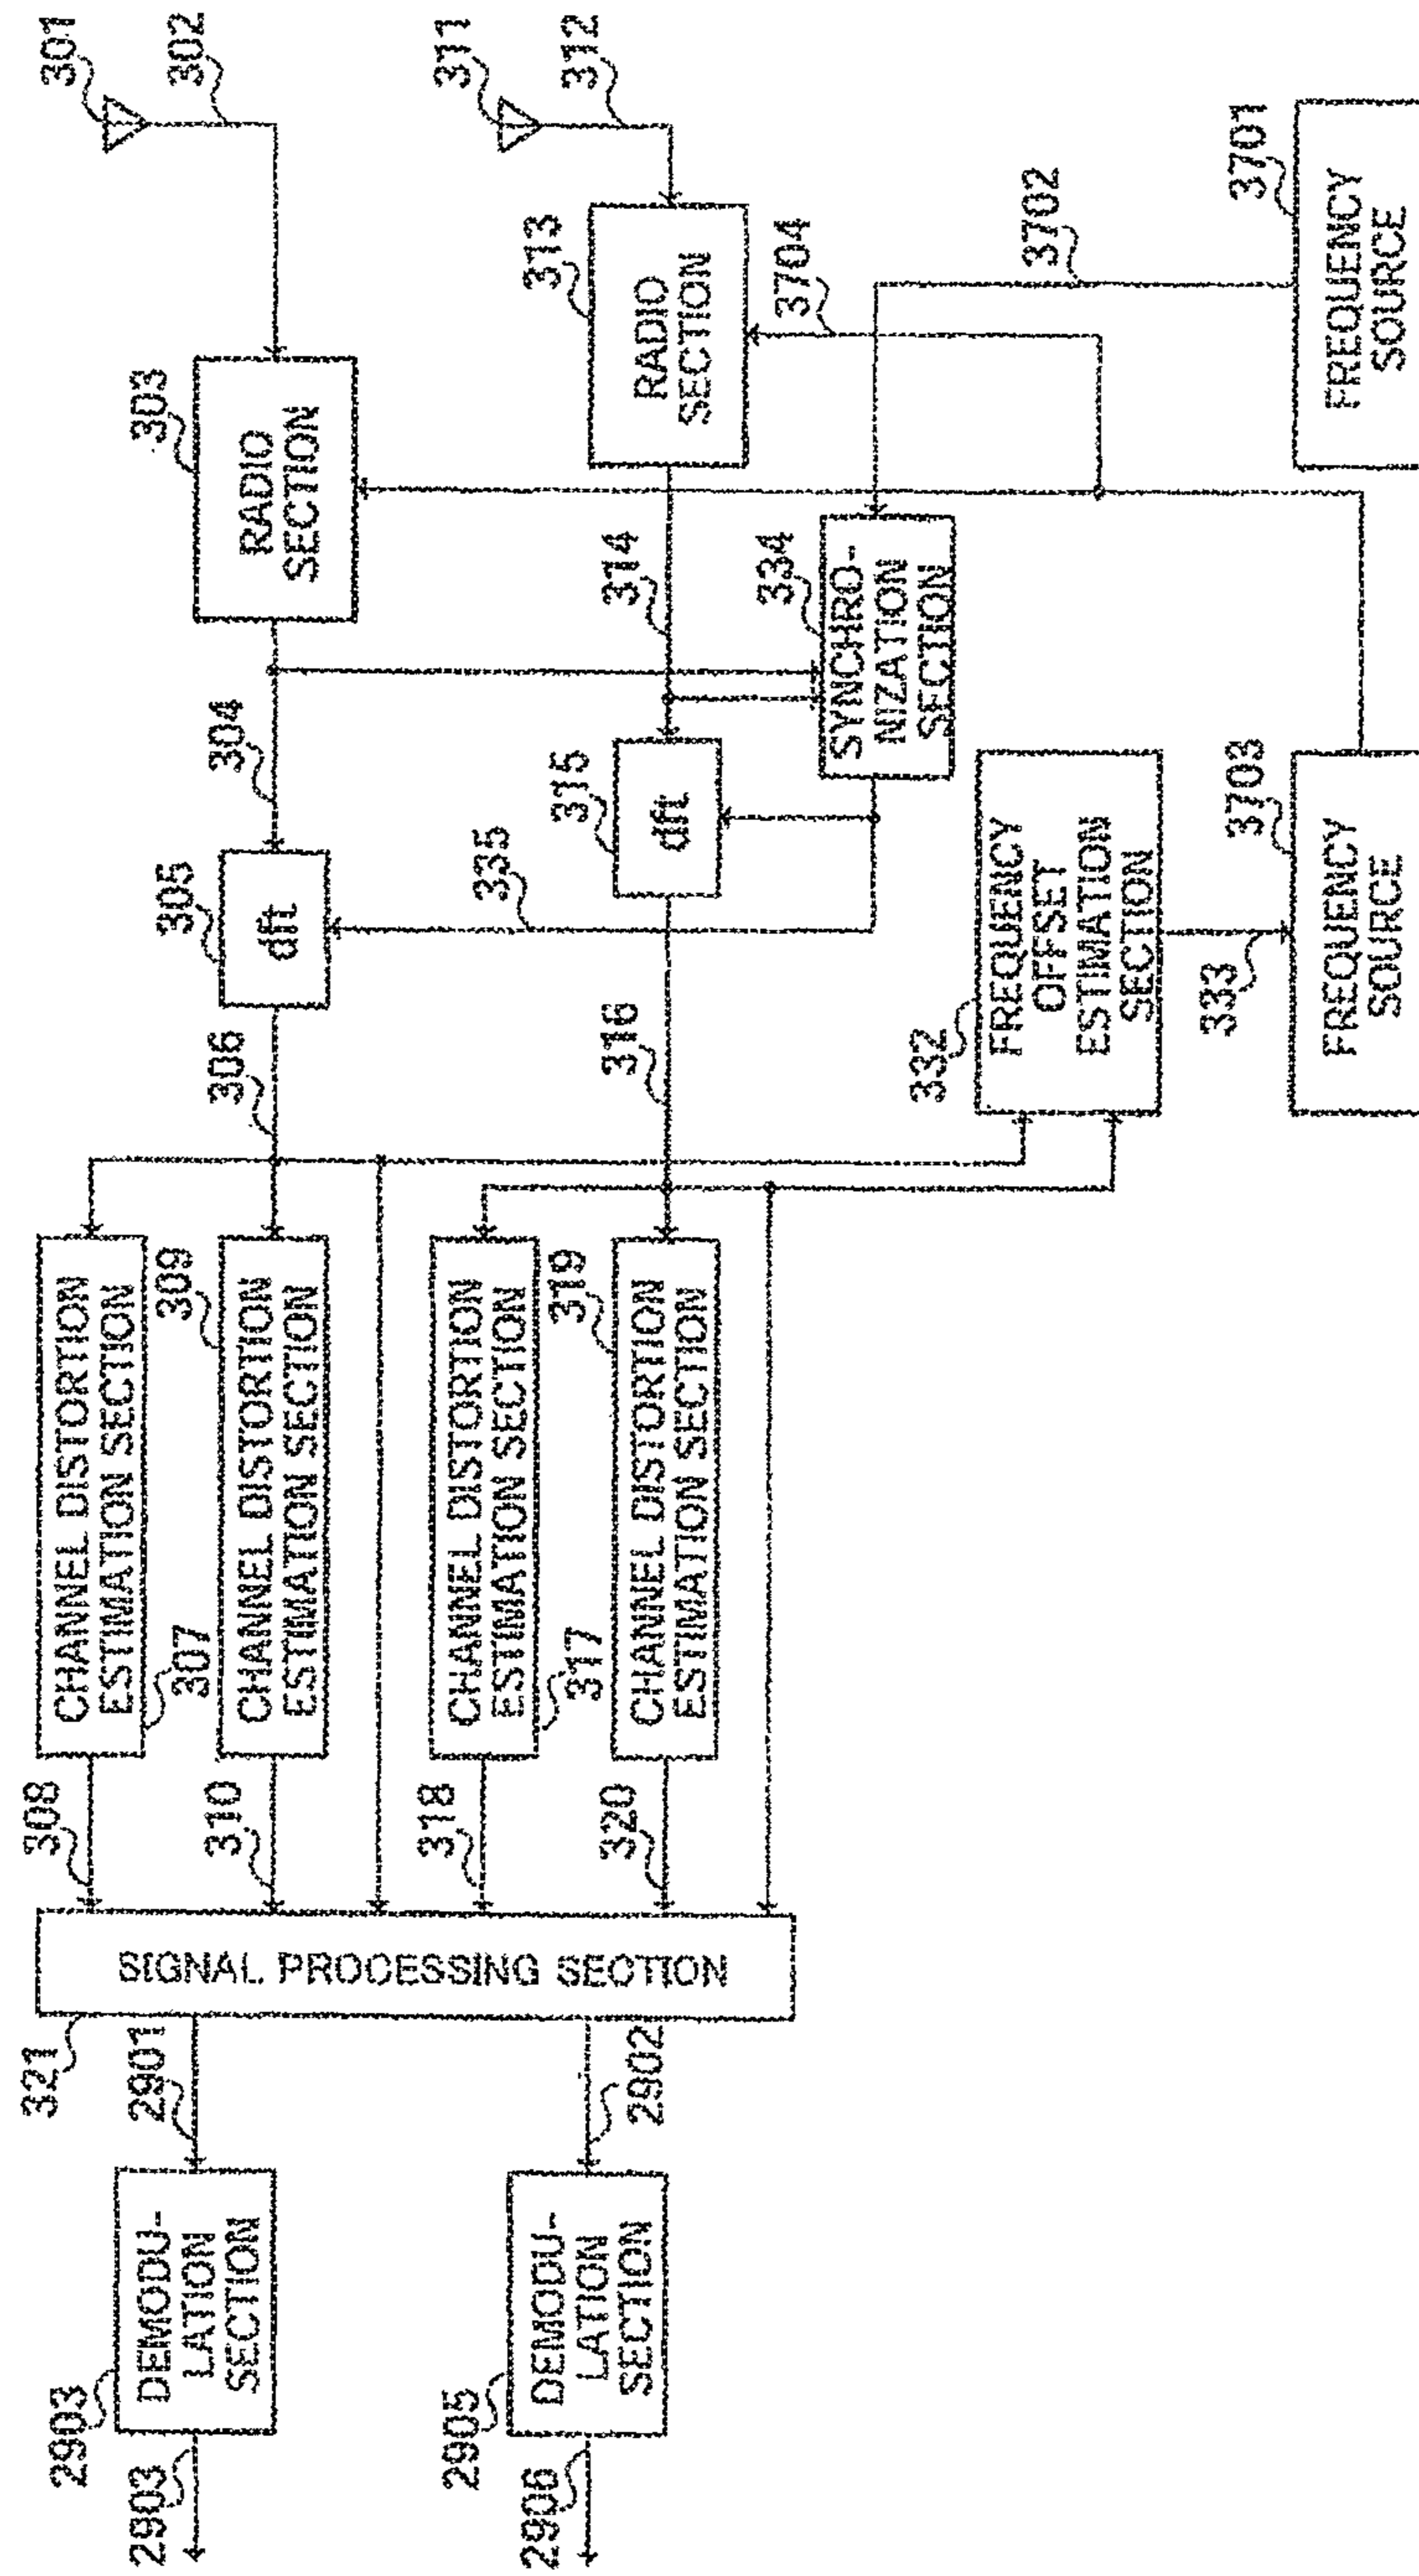 301
302
303
RADIO
SECTION
304
305
dft
306
307
CHANNEL DISTORTION
ESTIMATION SECTION
308
309
CHANNEL DISTORTION
ESTIMATION SECTION
310
311
312
313
RADIO
SECTION
314
315
dft
316
317
CHANNEL DISTORTION
ESTIMATION SECTION
318
319
CHANNEL DISTORTION
ESTIMATION SECTION
320
321
SIGNAL PROCESSING SECTION
2901
2902
2903
DEMODU-
LATION
SECTION
2903
2905
DEMODU-
LATION
SECTION
2906
334
SYNCHRO-
NIZATION
SECTION
335
332
FREQUENCY
OFFSET
ESTIMATION
SECTION
333
3701
FREQUENCY
SOURCE
3702
3703
FREQUENCY
SOURCE
3704